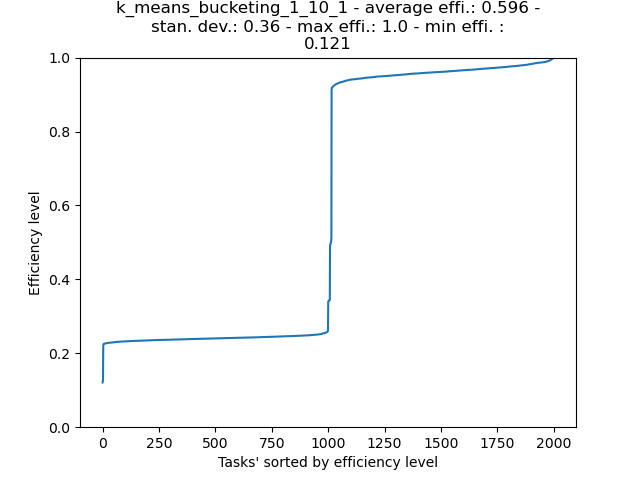 k_means_bucketing_1_10_1 - average effi.: 0.596 -
stan. dev.: 0.36 - max effi.: 1.0 - min effi. :
0.121
1.0
0.8
0.6
0.4
0.2
0.0
Efficiency level
0 250 500 750 1000 1250 1500 1750 2000
Tasks' sorted by efficiency level